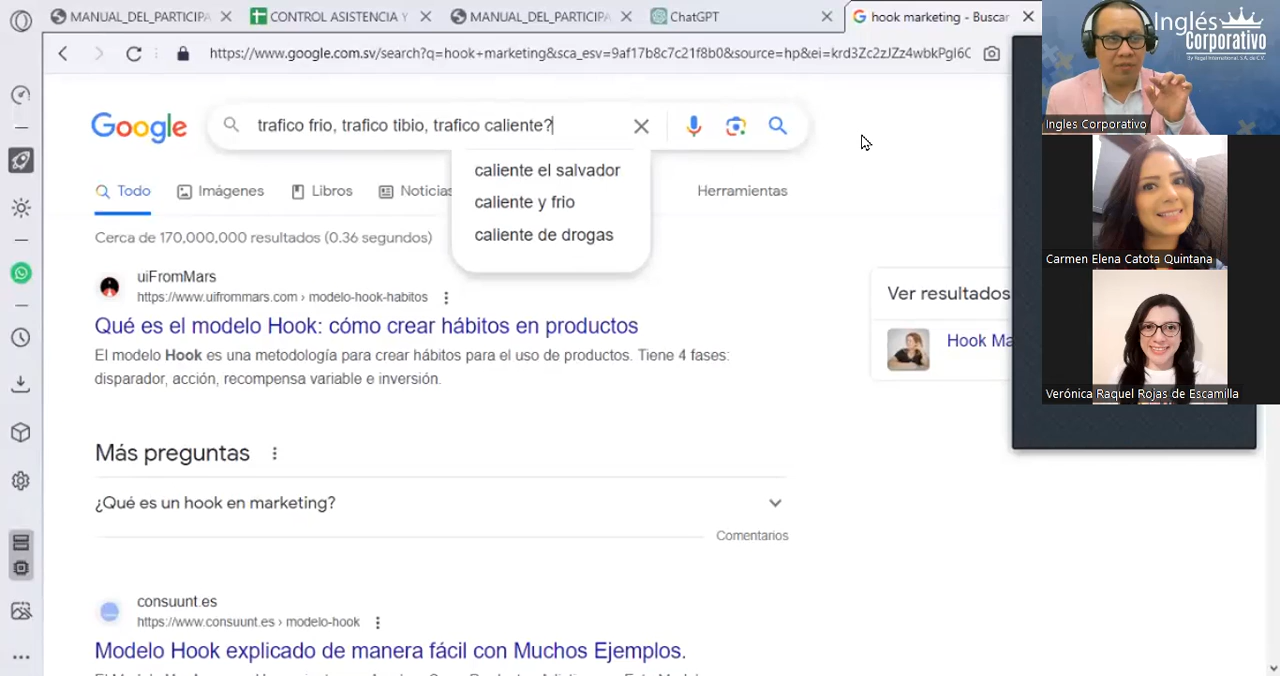 MANUAL_DEL_PARTICIPA
CONTROL ASISTENCIA Y
MANUAL_DEL_PARTICIPA
ChatGPT
hook marketing - Buscar
https://www.google.com.sv/search?q=hook+marketing&sca_esv=9af17b8c7c21f8b0&source=hp&ei=krd3Zc2zJZz4wbkPgI6C
Google
trafico frio, trafico tibio, trafico caliente?
caliente el salvador
caliente y frio
caliente de drogas
Todo
Imágenes
Libros
Noticias
Herramientas
Cerca de 170,000,000 resultados (0.36 segundos)
uiFromMars
https://www.uifrommars.com › modelo-hook-habitos
Qué es el modelo Hook: cómo crear hábitos en productos
El modelo Hook es una metodología para crear hábitos para el uso de productos. Tiene 4 fases:
disparador, acción, recompensa variable e inversión.
Ver resultados
Hook Ma
Más preguntas
¿Qué es un hook en marketing?
Comentarios
consuunt.es
https://www.consuunt.es › modelo-hook
Modelo Hook explicado de manera fácil con Muchos Ejemplos.
Inglés
Corporativo
By Regal International, S.A. de C.V.
Ingles Corporativo
Carmen Elena Catota Quintana
Verónica Raquel Rojas de Escamilla